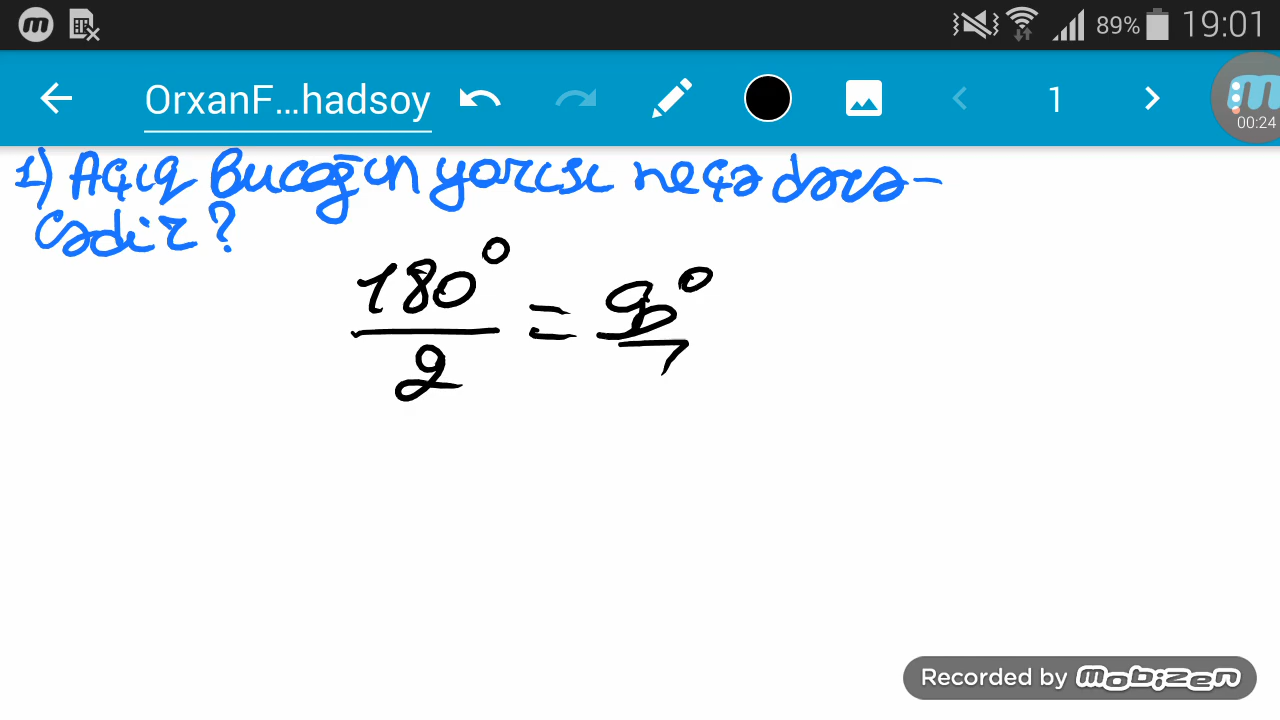 89% 19:01
OrxanF...hadsoy 1
00:24
1) Açıq Bucağın yarısı neçə dərə-
cədir?
180° = 90°
2
Recorded by mobizen